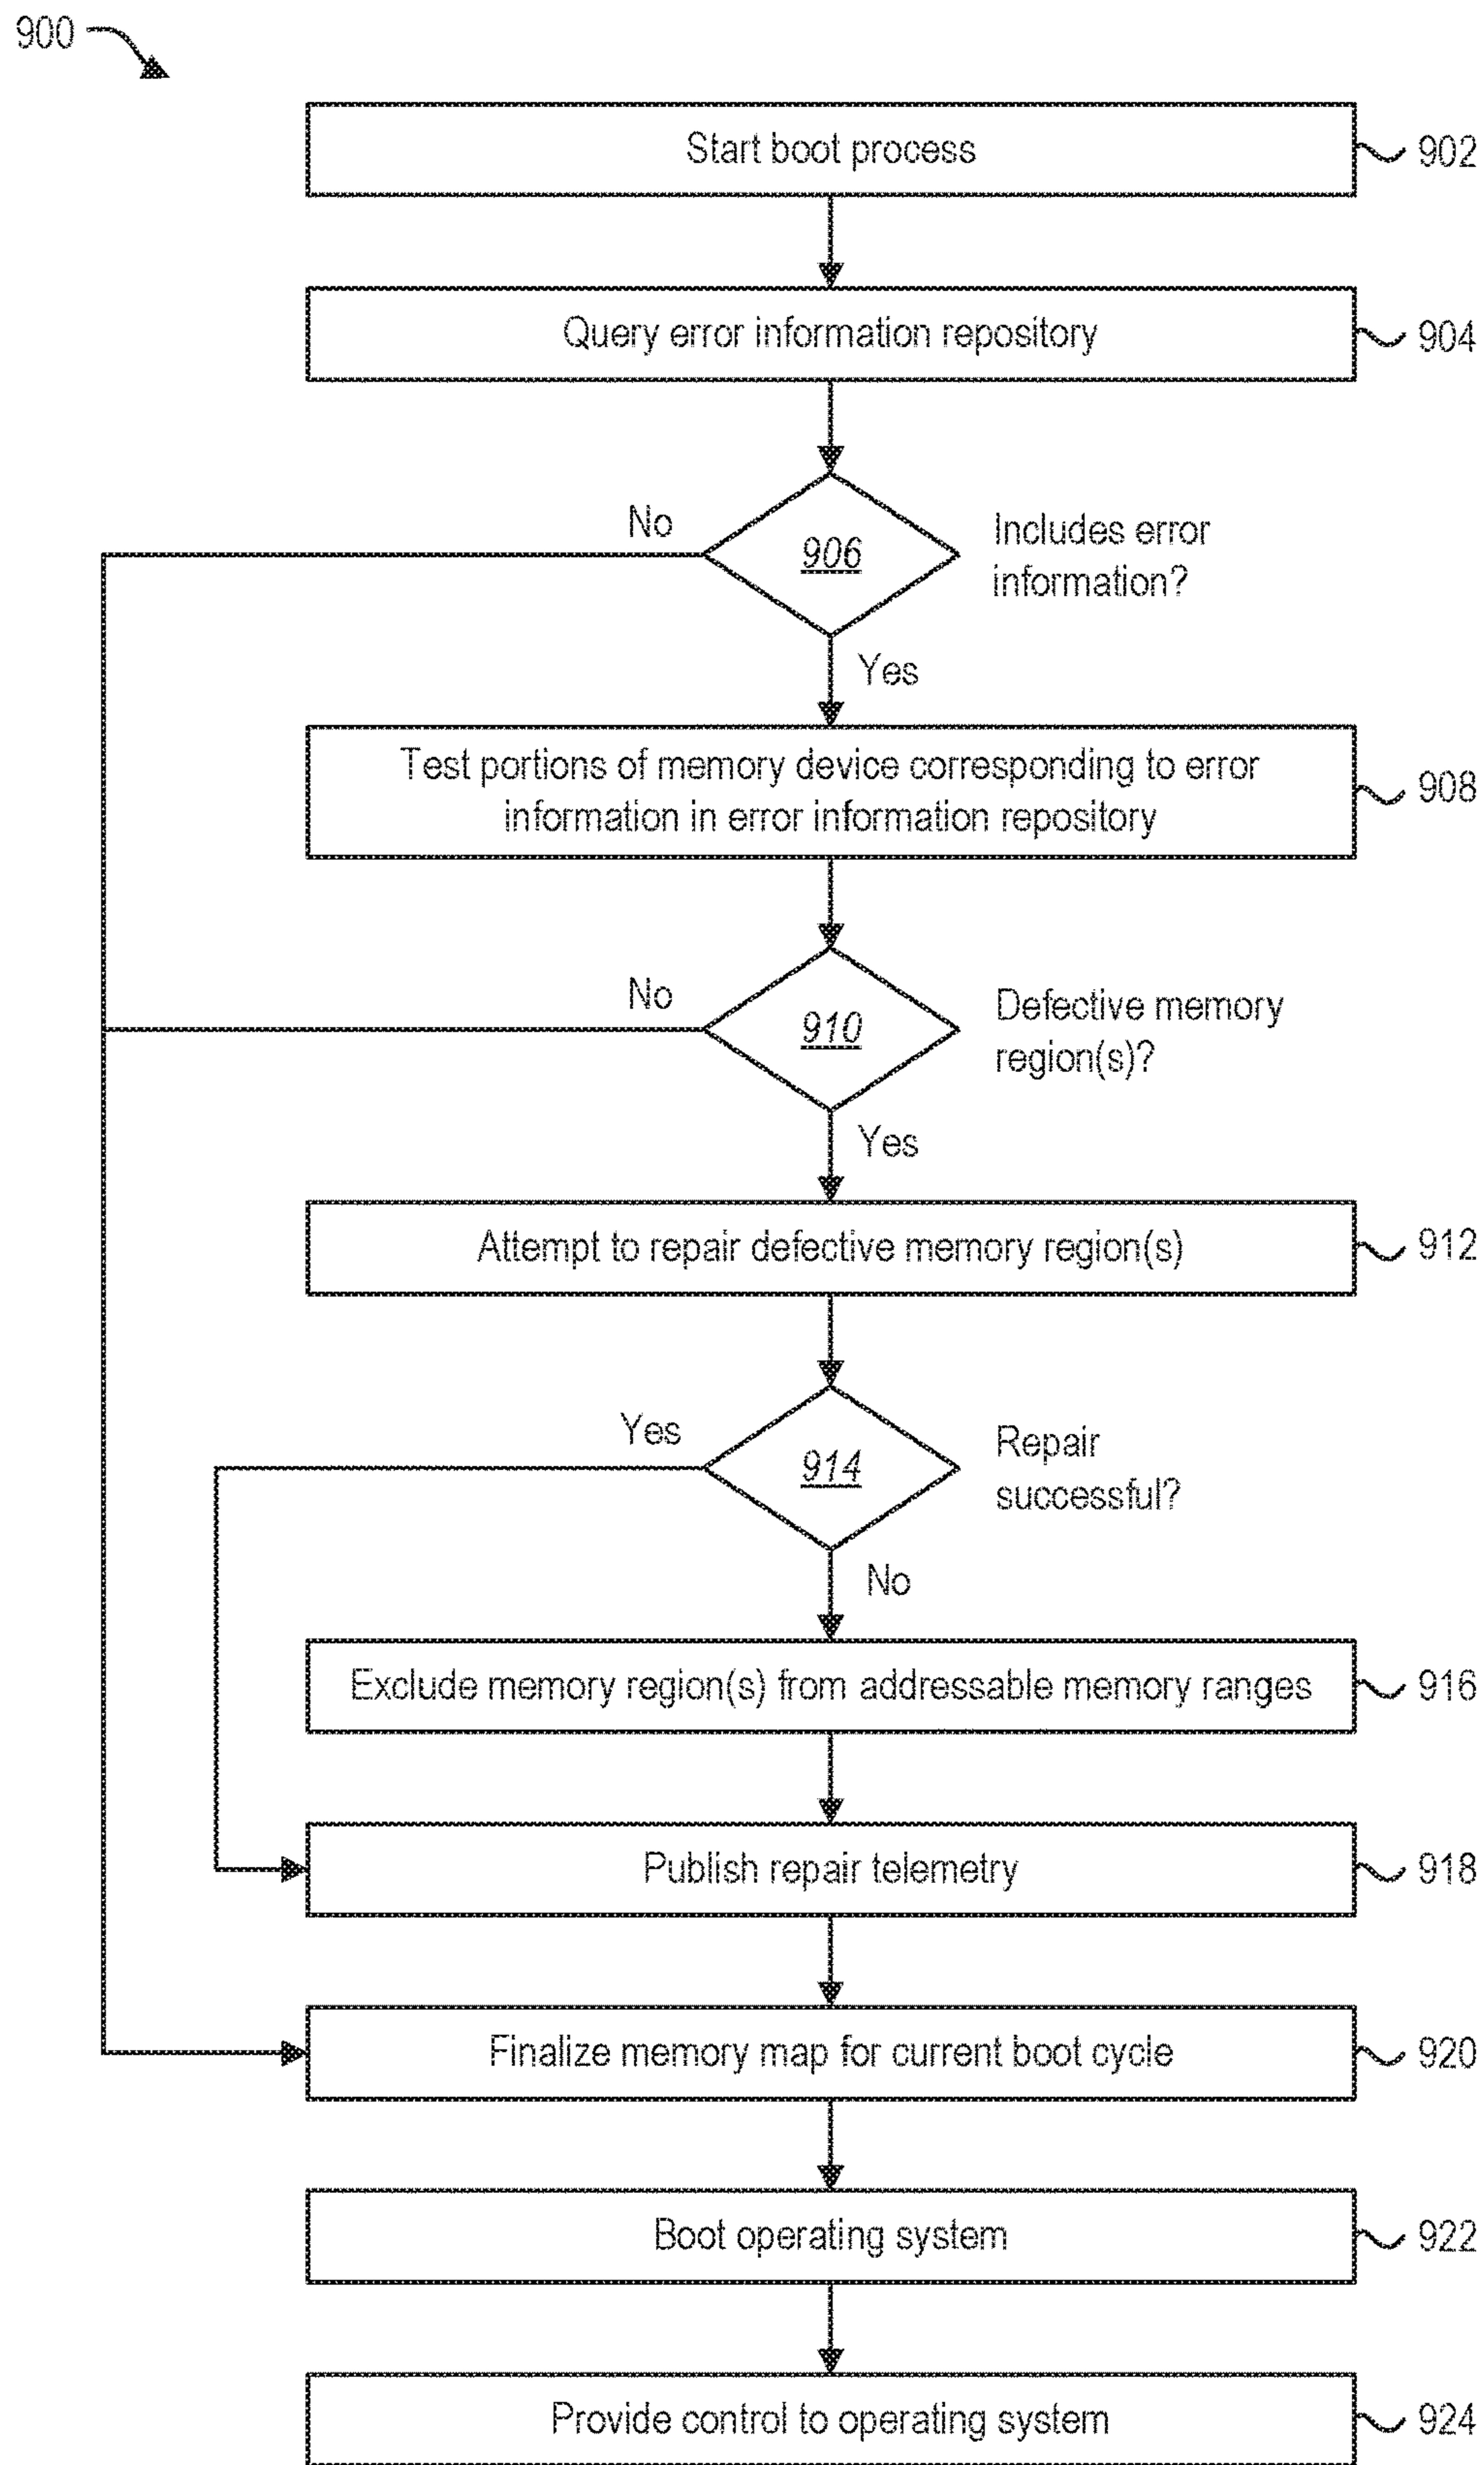 900
Start boot process
902
Query error information repository
904
No
906
Includes error
information?
Yes
Test portions of memory device corresponding to error
information in error information repository
908
No
910
Defective memory
region(s)?
Yes
Attempt to repair defective memory region(s)
912
Yes
914
Repair
successful?
No
Exclude memory region(s) from addressable memory ranges
916
Publish repair telemetry
918
Finalize memory map for current boot cycle
920
Boot operating system
922
Provide control to operating system
924